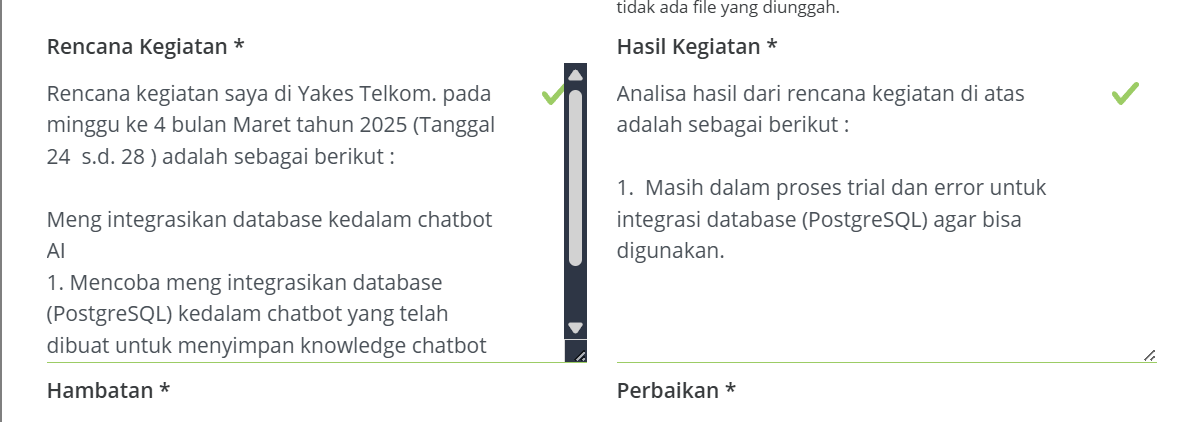 tidak ada file yang diunggah.
Rencana Kegiatan *
Rencana kegiatan saya di Yakes Telkom. pada
minggu ke 4 bulan Maret tahun 2025 (Tanggal
24  s.d. 28 ) adalah sebagai berikut :
Meng integrasikan database kedalam chatbot
AI
1. Mencoba meng integrasikan database
(PostgreSQL) kedalam chatbot yang telah
dibuat untuk menyimpan knowledge chatbot
Hasil Kegiatan *
Analisa hasil dari rencana kegiatan di atas
adalah sebagai berikut :
1.  Masih dalam proses trial dan error untuk
integrasi database (PostgreSQL) agar bisa
digunakan.
Hambatan *
Perbaikan *